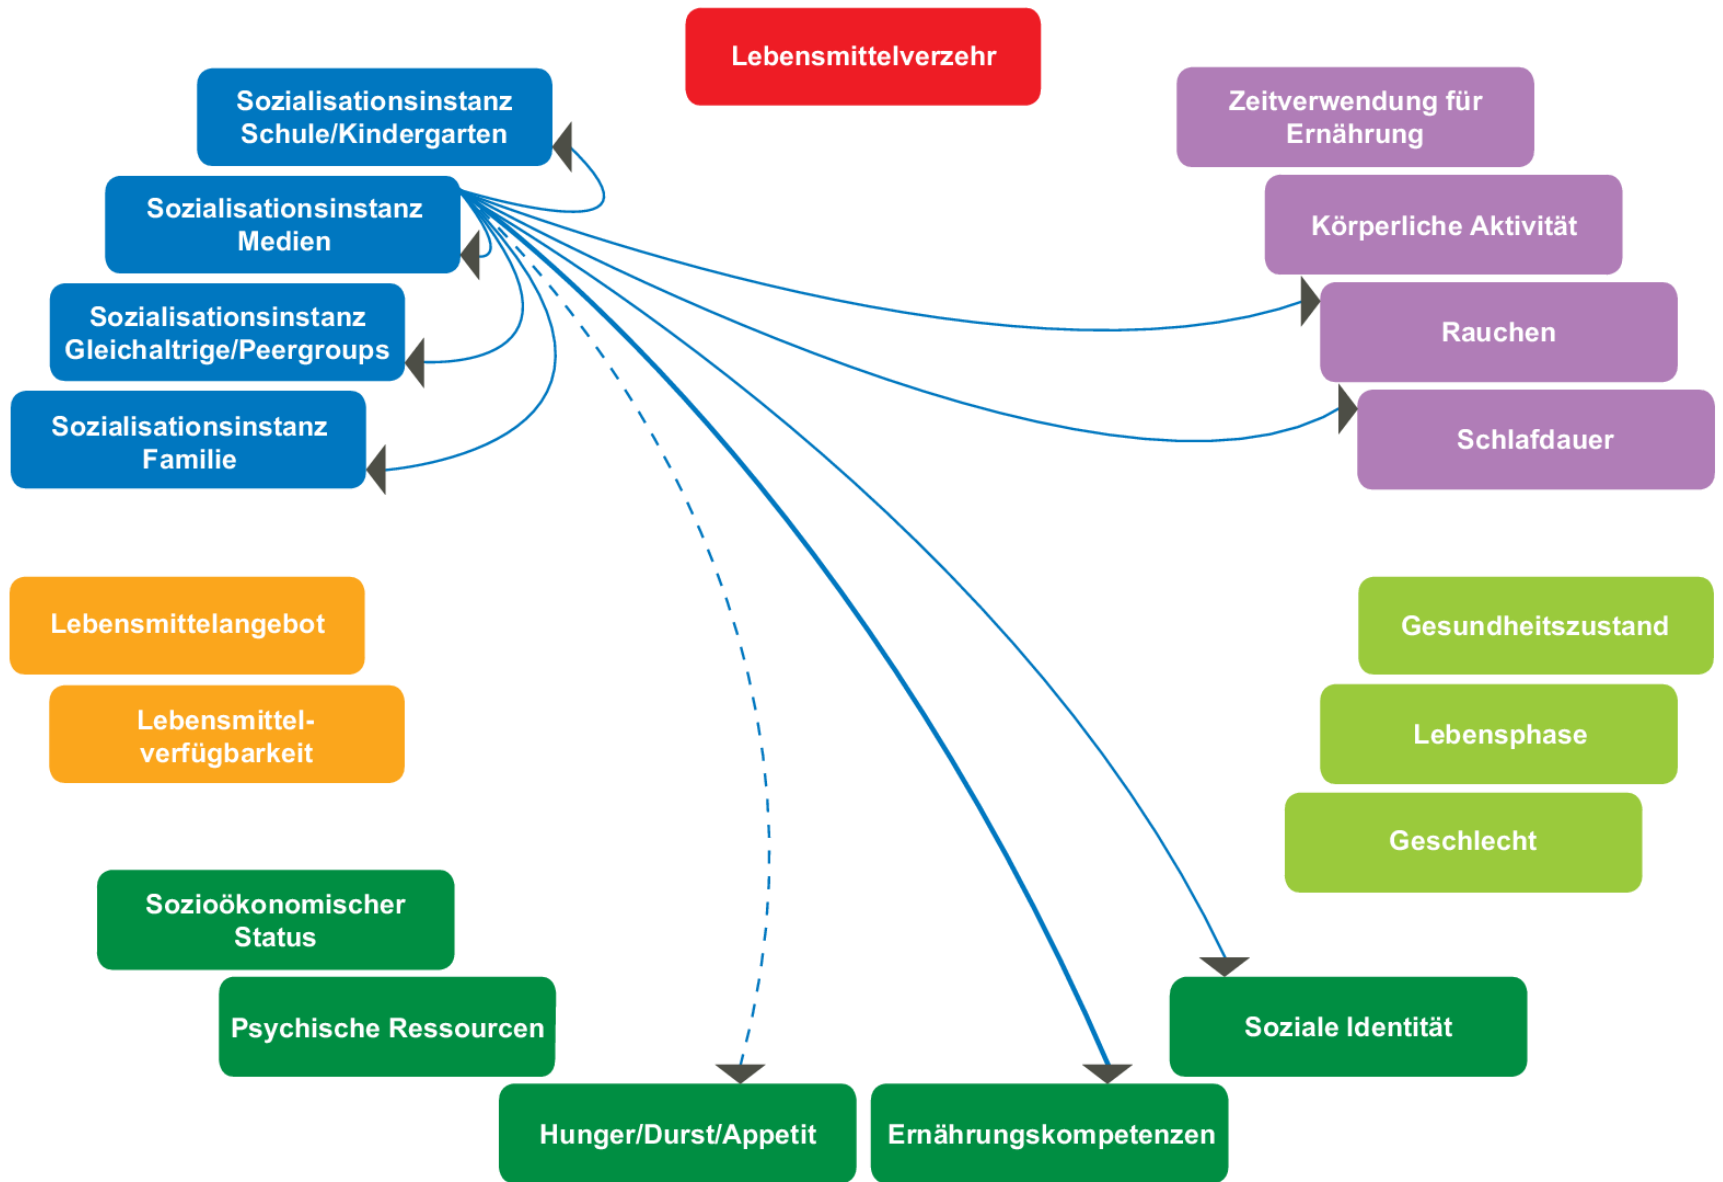 Lebensmittelverzehr
Sozialisationsinstanz
Schule/Kindergarten
Sozialisationsinstanz
Medien
Sozialisationsinstanz
Gleichaltrige/Peergroups
Sozialisationsinstanz
Familie
Zeitverwendung für
Ernährung
Körperliche Aktivität
Rauchen
Schlafdauer
Lebensmittelangebot
Lebensmittel-
verfügbarkeit
Gesundheitszustand
Lebensphase
Geschlecht
Sozioökonomischer
Status
Psychische Ressourcen
Hunger/Durst/Appetit
Ernährungskompetenzen
Soziale Identität